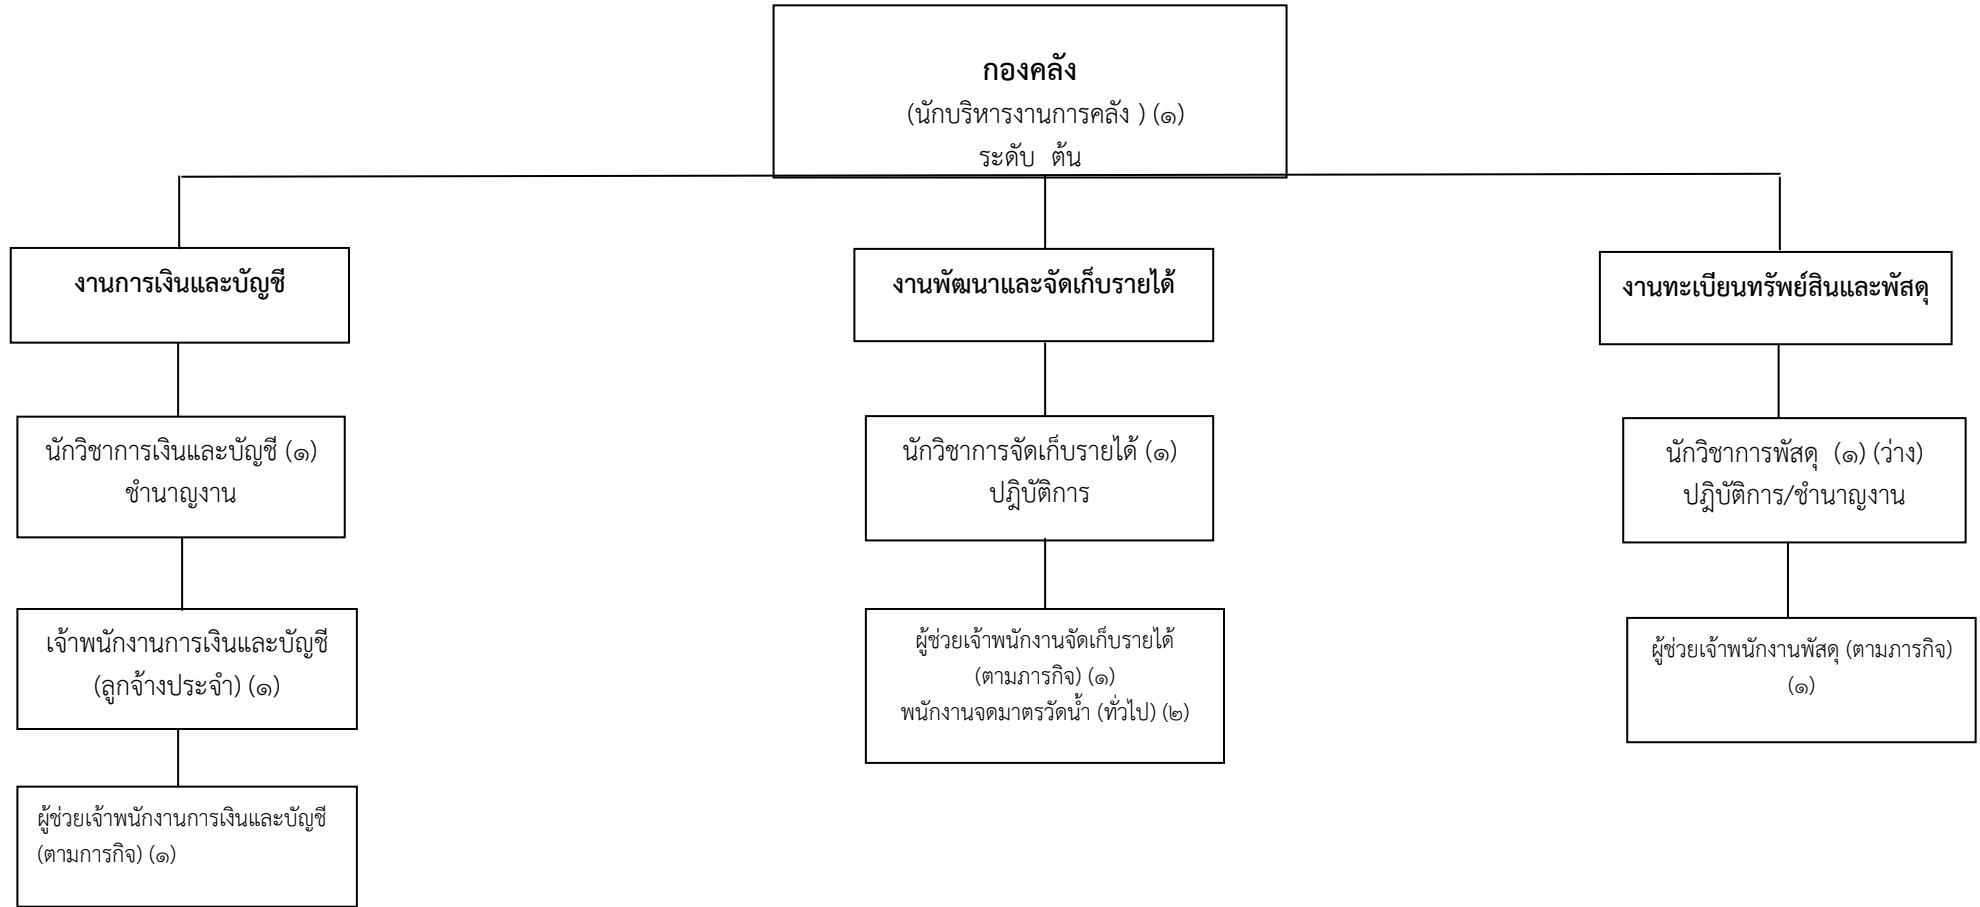 กองคลัง
(นักบริหารงานการคลัง ) (๑)
ระดับ ต้น
งานการเงินและบัญชี
นักวิชาการเงินและบัญชี (๑)
ชำนาญงาน
เจ้าพนักงานการเงินและบัญชี
(ลูกจ้างประจำ) (๑)
ผู้ช่วยเจ้าพนักงานการเงินและบัญชี
(ตามการกิจ) (๑)
งานพัฒนาและจัดเก็บรายได้
นักวิชาการจัดเก็บรายได้ (๑)
ปฏิบัติการ
ผู้ช่วยเจ้าพนักงานจัดเก็บรายได้
(ตามภารกิจ) (๑)
พนักงานจดมาตรวัดน้ำ (ทั่วไป) (๒)
งานทะเบียนทรัพย์สินและพัสดุ
นักวิชาการพัสดุ (๑) (ว่าง)
ปฏิบัติการ/ชำนาญงาน
ผู้ช่วยเจ้าพนักงานพัสดุ (ตามภารกิจ)
(๑)